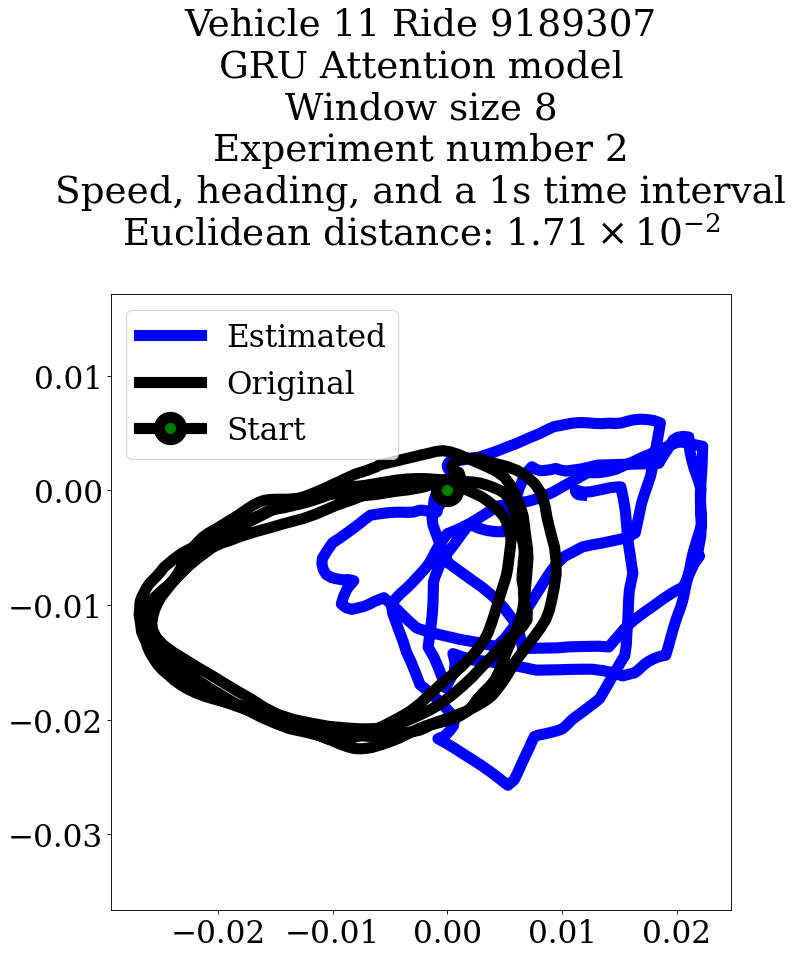 Vehicle 11 Ride 9189307
GRU Attention model
Window size 8
Experiment number 2
Speed, heading, and a 1s time interval
Euclidean distance: 1.71 × 10⁻²
Estimated
Original
Start
0.01
0.00
−0.01
−0.02
−0.03
−0.02 −0.01 0.00 0.01 0.02